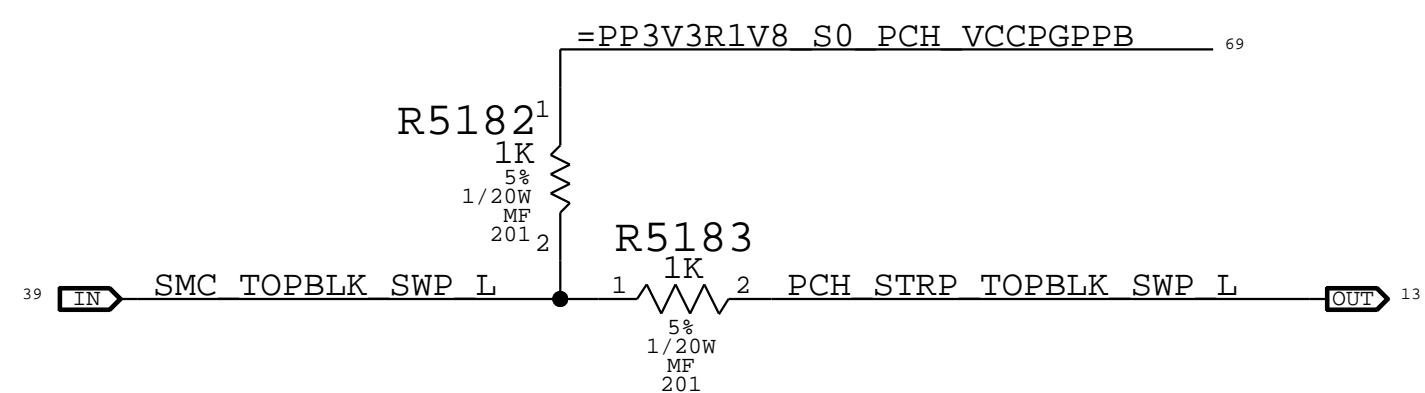 =PP3V3R1V8_S0_PCH_VCCPGPPB 69
R5182 1
1K
5%
1/20W
MF
201 2
R5183
1K
39 IN SMC_TOPBLK_SWP_L 1 2 PCH_STRP_TOPBLK_SWP_L OUT 13
5%
1/20W
MF
201